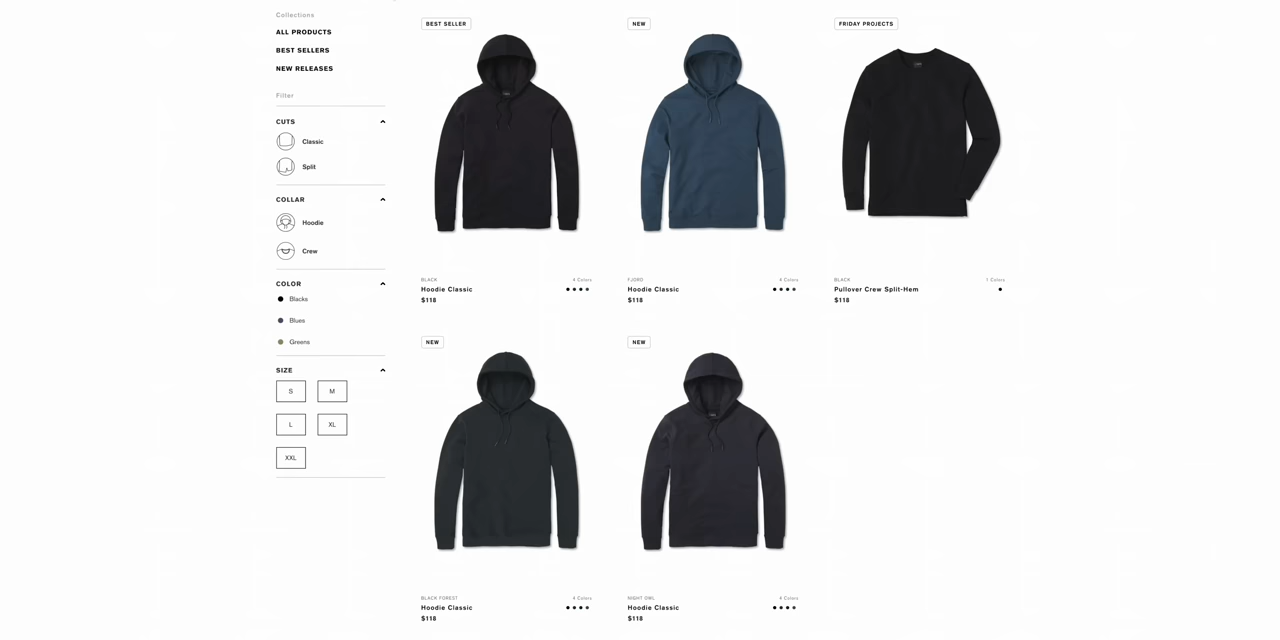 Collections
ALL PRODUCTS
BEST SELLERS
NEW RELEASES
Filter
CUTS
Classic
Split
COLLAR
Hoodie
Crew
COLOR
Blacks
Blues
Greens
SIZE
S M
L XL
XXL
BEST SELLER
BLACK 4 Colors
Hoodie Classic
$118
NEW
FJORD 4 Colors
Hoodie Classic
$118
FRIDAY PROJECTS
BLACK 1 Colors
Pullover Crew Split-Hem
$118
NEW
BLACK FOREST 4 Colors
Hoodie Classic
$118
NEW
NIGHT OWL 4 Colors
Hoodie Classic
$118